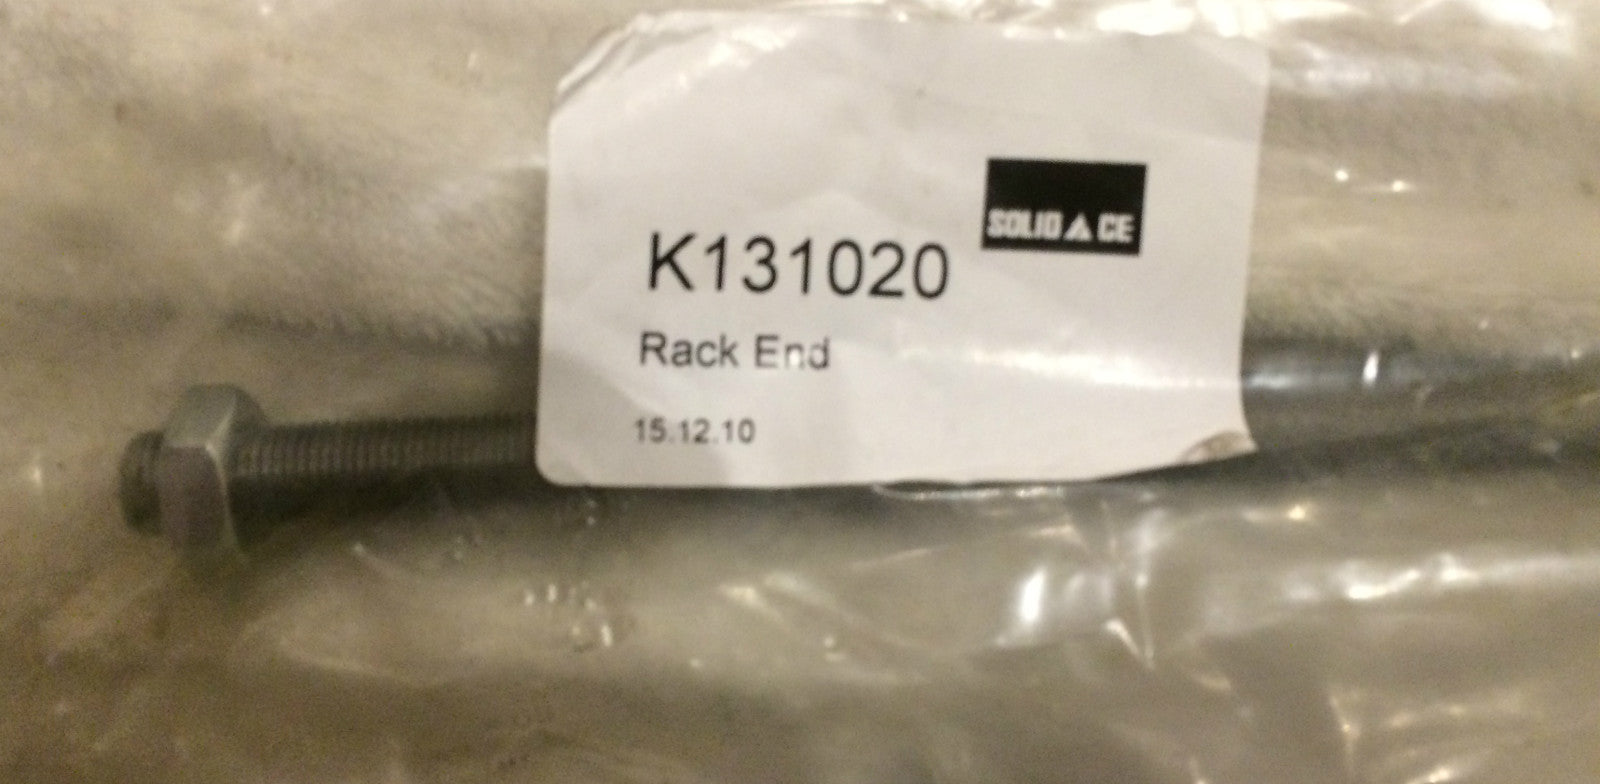 SOLID ▲ CE
K131020
Rack End
15.12.10